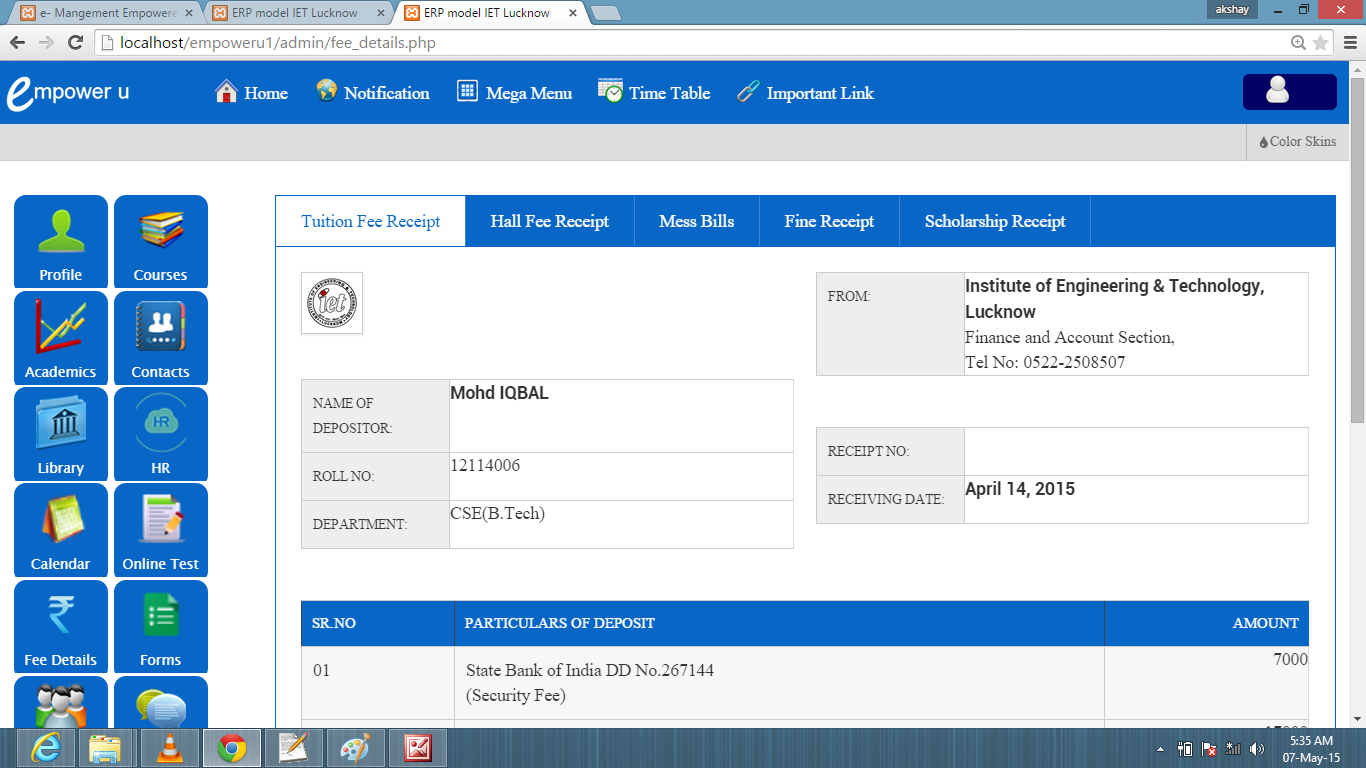 e- Mangement Empowere
ERP model IET Lucknow
ERP model IET Lucknow
akshay
localhost/empoweru1/admin/fee_details.php
empower u
Home
Notification
Mega Menu
Time Table
Important Link
Color Skins
Profile
Courses
Academics
Contacts
Library
HR
HR
Calendar
Online Test
Fee Details
Forms
Tuition Fee Receipt
Hall Fee Receipt
Mess Bills
Fine Receipt
Scholarship Receipt
iet
FROM:
Institute of Engineering & Technology,
Lucknow
Finance and Account Section,
Tel No: 0522-2508507
NAME OF
DEPOSITOR:
Mohd IQBAL
ROLL NO:
12114006
DEPARTMENT:
CSE(B.Tech)
RECEIPT NO:
RECEIVING DATE:
April 14, 2015
SR.NO
PARTICULARS OF DEPOSIT
AMOUNT
01
State Bank of India DD No.267144
(Security Fee)
7000
5:35 AM
07-May-15